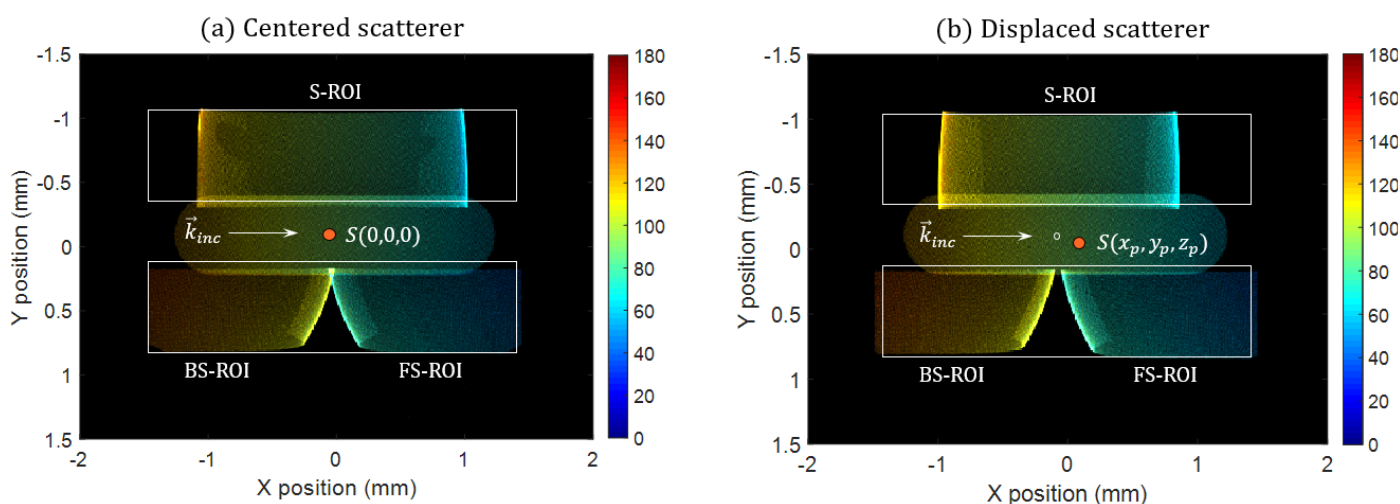 (a) Centered scatterer
(b) Displaced scatterer
-1.5
-1
-0.5
0
0.5
1
1.5
Y position (mm)
S-ROI
k⃗inc
S(0,0,0)
BS-ROI FS-ROI
-2 -1 0 1 2
X position (mm)
180
160
140
120
100
80
60
40
20
0
-1.5
-1
-0.5
0
0.5
1
1.5
Y position (mm)
S-ROI
k⃗inc
S(xp, yp, zp)
BS-ROI FS-ROI
-2 -1 0 1 2
X position (mm)
180
160
140
120
100
80
60
40
20
0